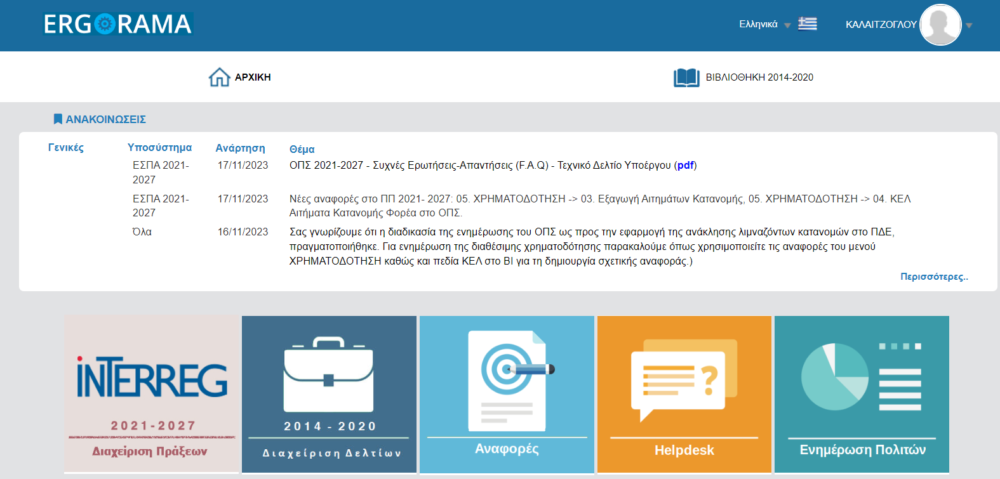 ERGORAMA
Ελληνικά
ΚΑΛΑΙΤΖΟΓΛΟΥ
ΑΡΧΙΚΗ
ΒΙΒΛΙΟΘΗΚΗ 2014-2020
ΑΝΑΚΟΙΝΩΣΕΙΣ
Γενικές Υποσύστημα Ανάρτηση Θέμα
ΕΣΠΑ 2021- 17/11/2023 ΟΠΣ 2021-2027 - Συχνές Ερωτήσεις-Απαντήσεις (F.A.Q) - Τεχνικό Δελτίο Υποέργου (pdf)
2027
ΕΣΠΑ 2021- 17/11/2023 Νέες αναφορές στο ΠΠ 2021- 2027: 05. ΧΡΗΜΑΤΟΔΟΤΗΣΗ -> 03. Εξαγωγή Αιτημάτων Κατανομής, 05. ΧΡΗΜΑΤΟΔΟΤΗΣΗ -> 04. ΚΕΛ
2027 Αιτήματα Κατανομής Φορέα στο ΟΠΣ.
Όλα 16/11/2023 Σας γνωρίζουμε ότι η διαδικασία της ενημέρωσης του ΟΠΣ ως προς την εφαρμογή της ανάκλησης λιμναζόντων κατανομών στο ΠΔΕ,
πραγματοποιήθηκε. Για ενημέρωση της διαθέσιμης χρηματοδότησης παρακαλούμε όπως χρησιμοποιείτε τις αναφορές του μενού
ΧΡΗΜΑΤΟΔΟΤΗΣΗ καθώς και πεδία ΚΕΛ στο ΒΙ για τη δημιουργία σχετικής αναφοράς.)
Περισσότερες..
iNTERREG
2021-2027
Διαχείριση Πράξεων
2014 - 2020
Διαχείριση Δελτίων
Αναφορές
?
Helpdesk
Ενημέρωση Πολιτών